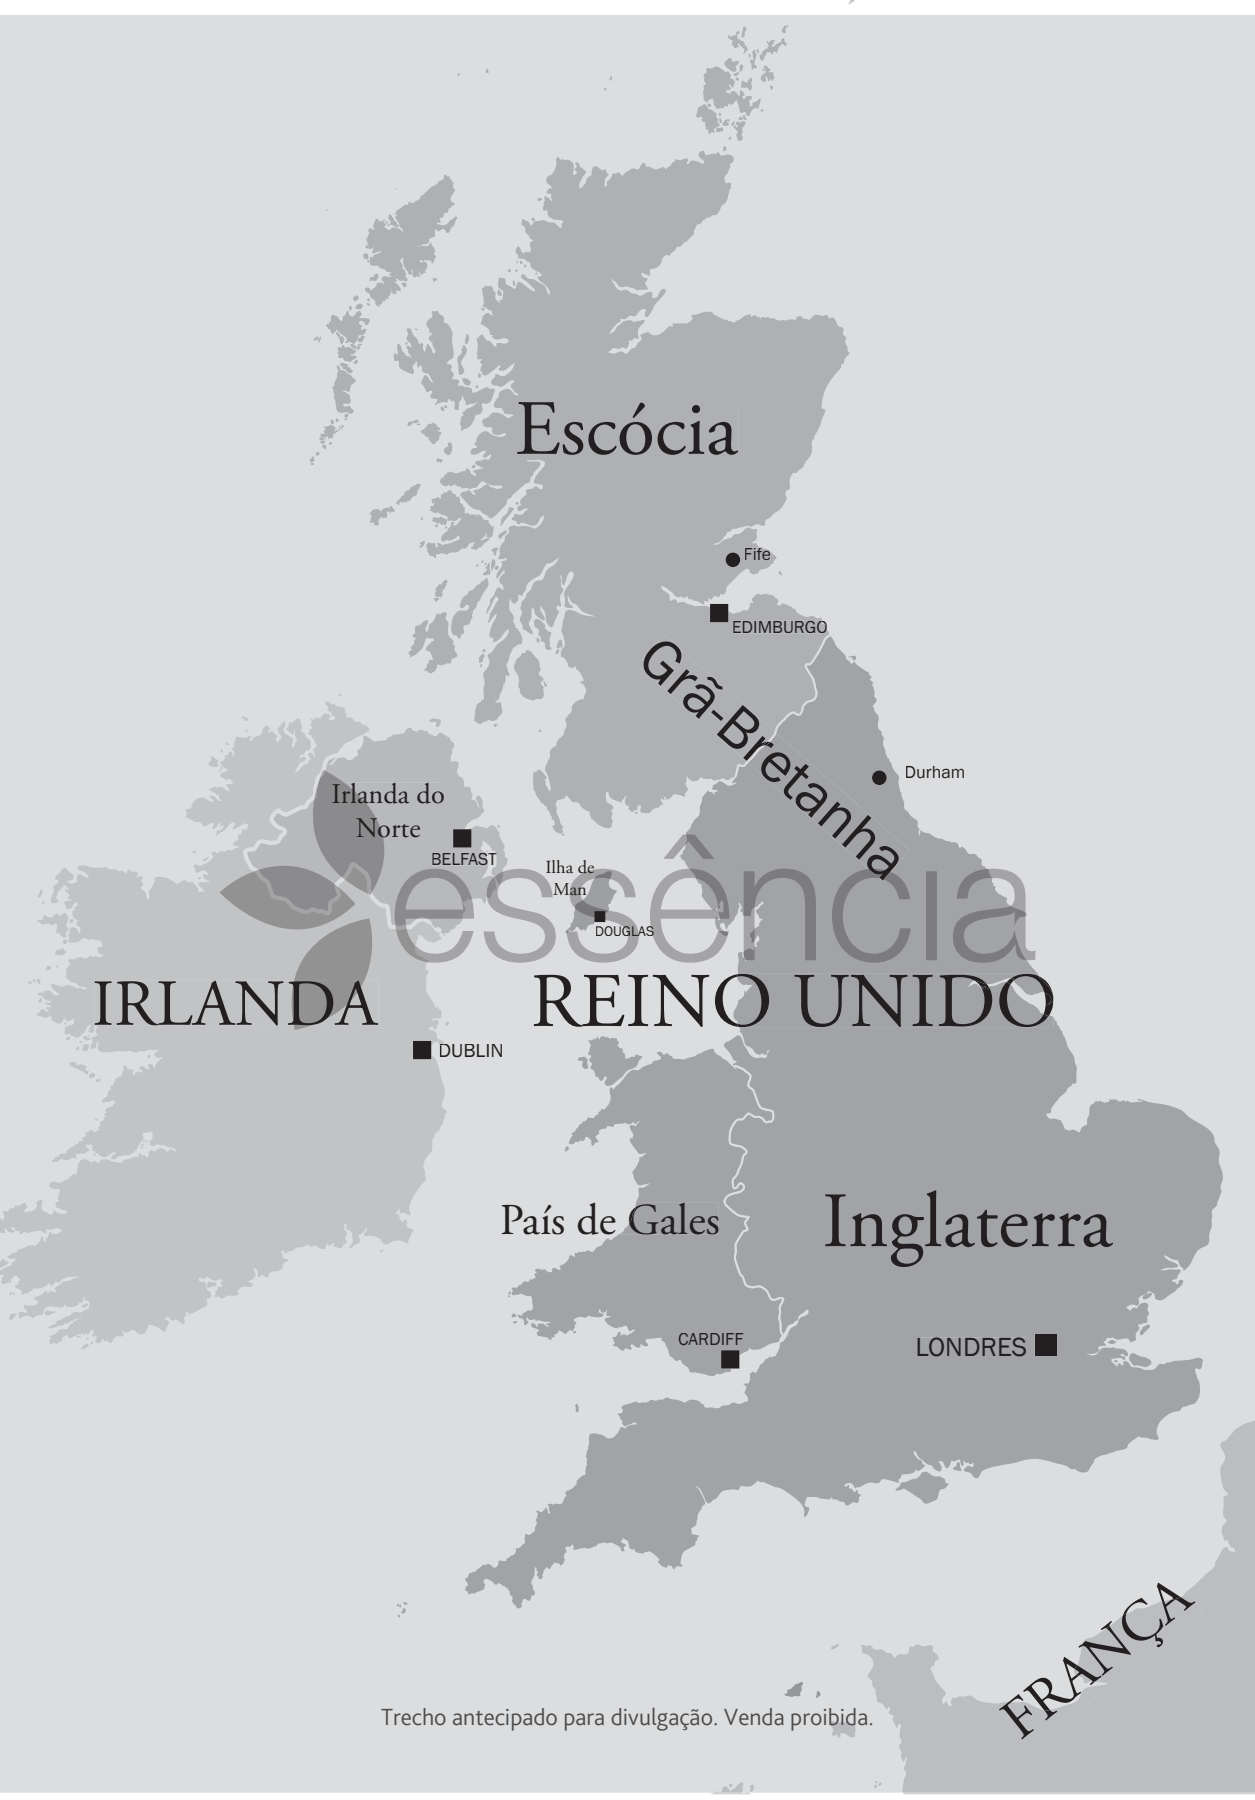 Escócia
Fife
EDIMBURGO
Grã-Bretanha
Durham
Irlanda do
Norte
BELFAST
Ilha de
Man
DOUGLAS
essência
IRLANDA
REINO UNIDO
DUBLIN
País de Gales
Inglaterra
CARDIFF
LONDRES
FRANÇA
Trecho antecipado para divulgação. Venda proibida.